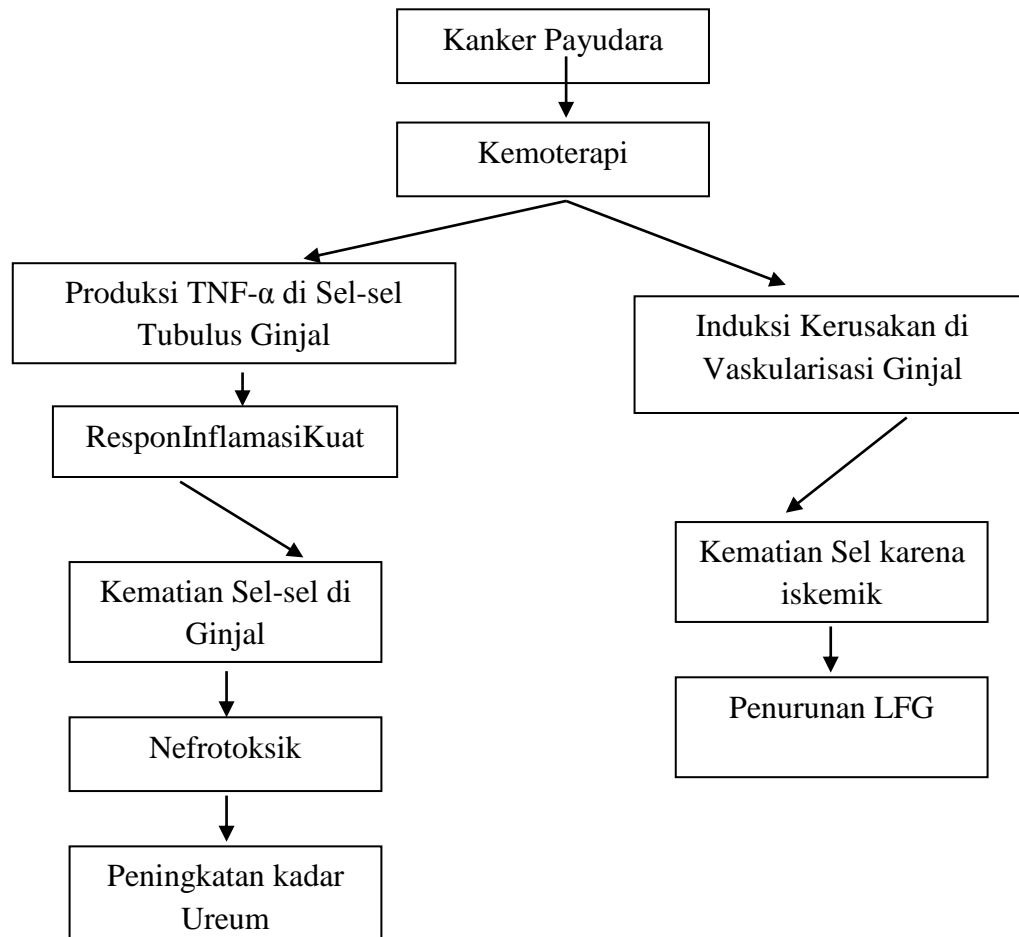 Kanker Payudara
Kemoterapi
Produksi TNF-α di Sel-sel
Tubulus Ginjal
Induksi Kerusakan di
Vaskularisasi Ginjal
ResponInflamasiKuat
Kematian Sel karena
iskemik
Kematian Sel-sel di
Ginjal
Penurunan LFG
Nefrotoksik
Peningkatan kadar
Ureum